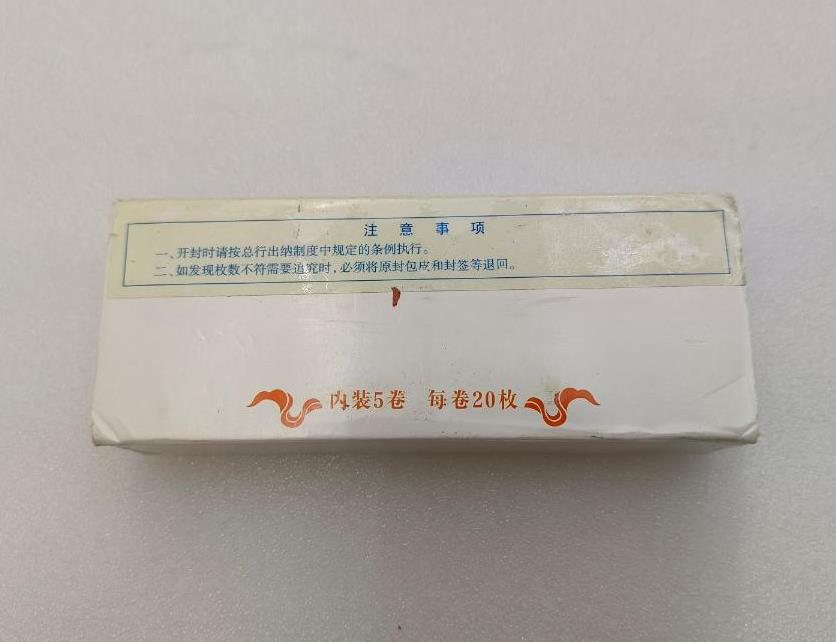 注意事项
一、开封时请按总行出纳制度中规定的条例执行。
二、如发现枚数不符需要追究时，必须将原封包皮和封签等退回。
内装5卷 每卷20枚